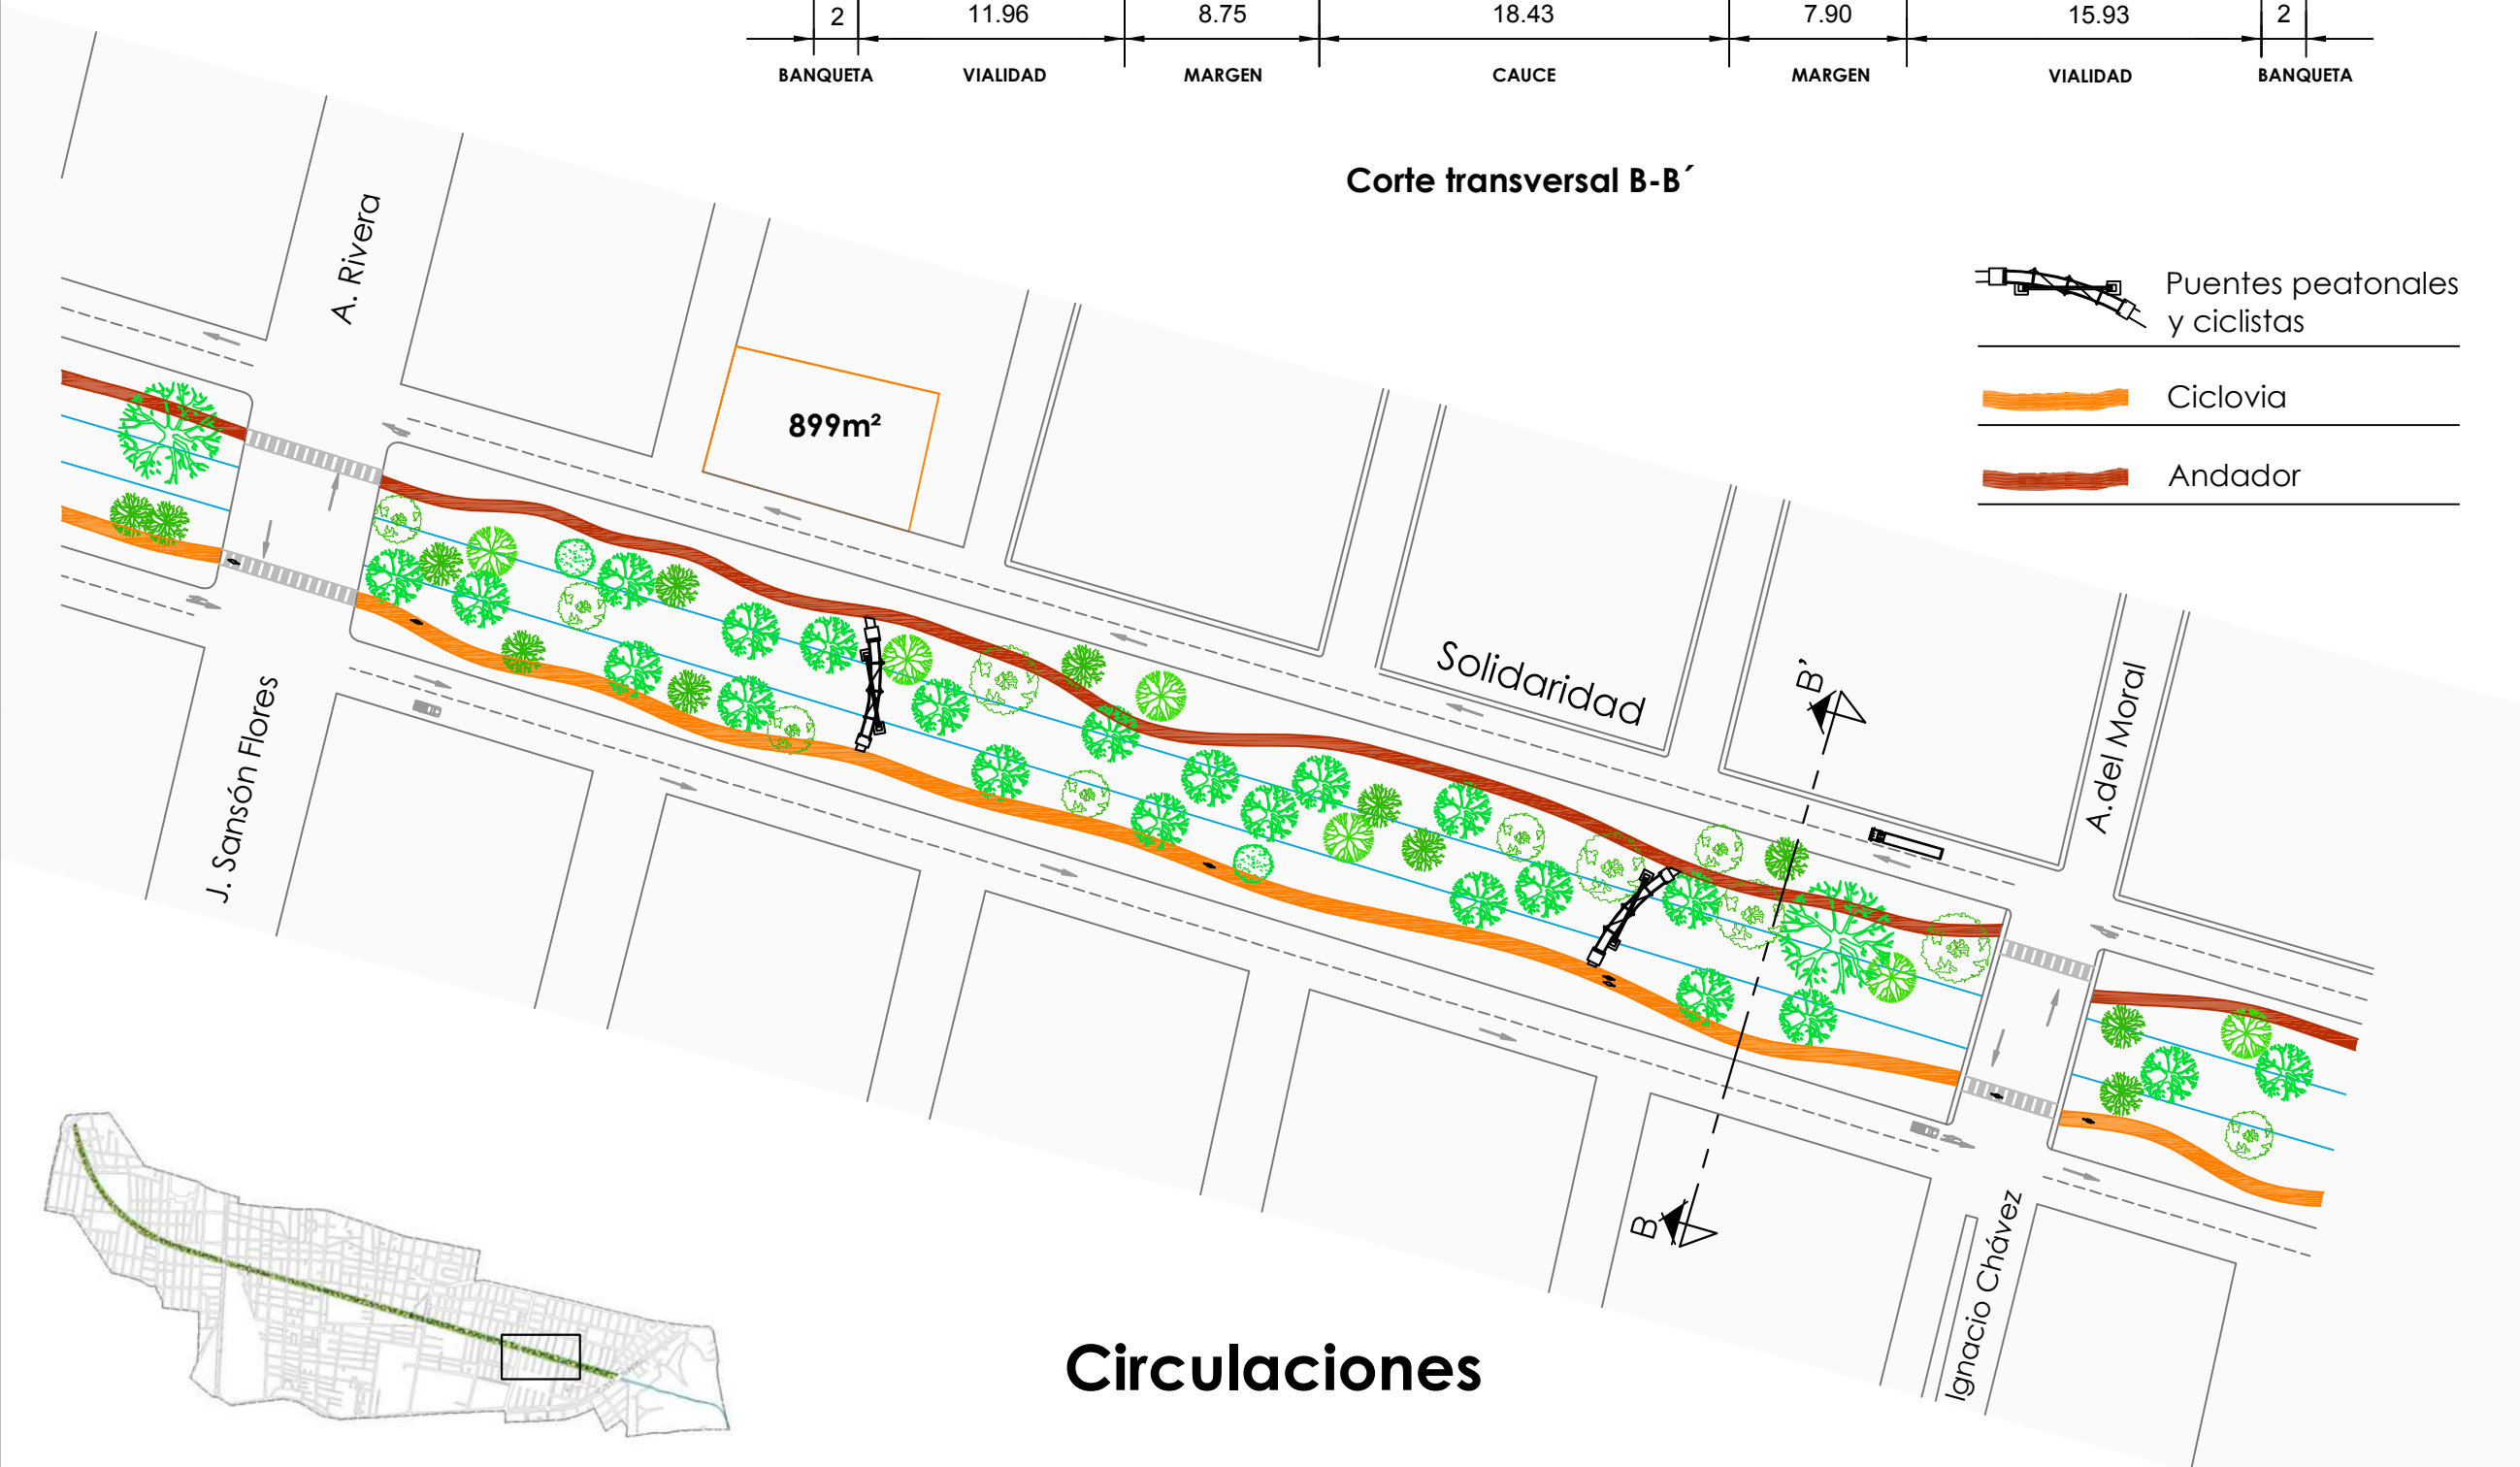 2 11.96 8.75 18.43 7.90 15.93 2
BANQUETA VIALIDAD MARGEN CAUCE MARGEN VIALIDAD BANQUETA
Corte transversal B-B´
A. Rivera
Puentes peatonales
y ciclistas
Ciclovia
Andador
899m²
Solidaridad
B'
A.del Moral
J. Sansón Flores
B
Ignacio Chávez
Circulaciones